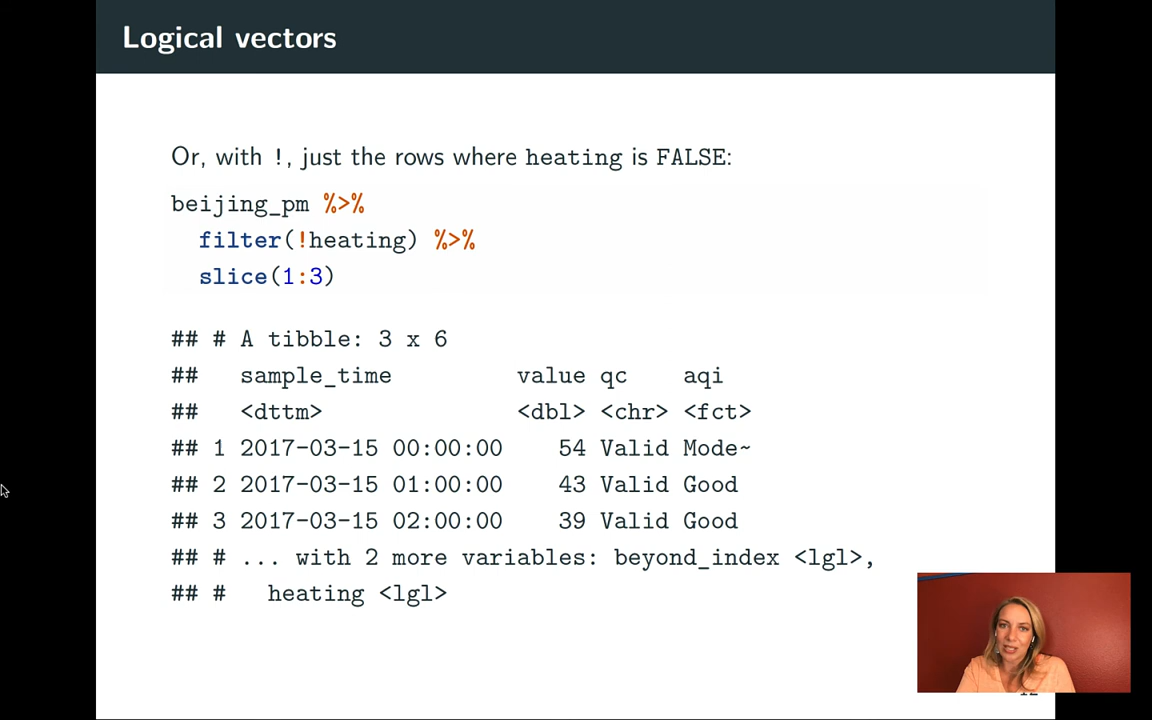 Logical vectors
Or, with !, just the rows where heating is FALSE:
beijing_pm %>%
filter(!heating) %>%
slice(1:3)
## # A tibble: 3 x 6
## sample_time value qc aqi
## <dttm> <dbl> <chr> <fct>
## 1 2017-03-15 00:00:00 54 Valid Mode~
## 2 2017-03-15 01:00:00 43 Valid Good
## 3 2017-03-15 02:00:00 39 Valid Good
## # ... with 2 more variables: beyond_index <lgl>,
## # heating <lgl>